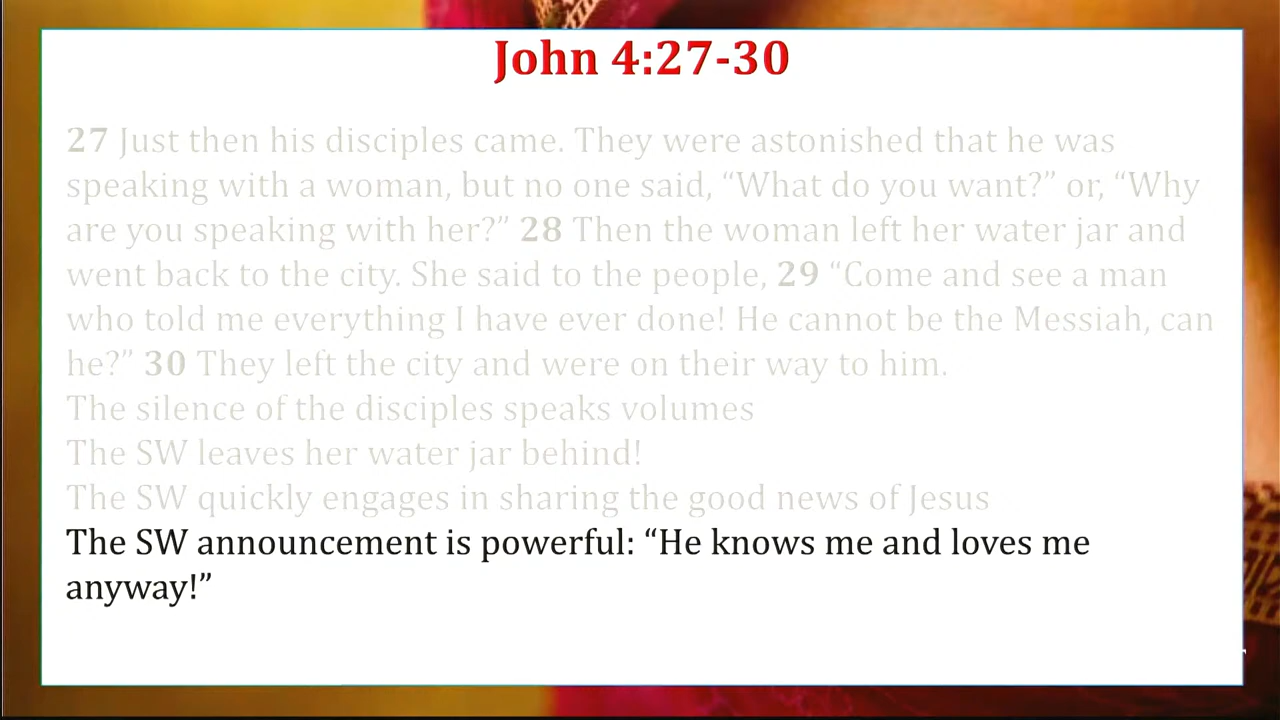 John 4:27-30
27 Just then his disciples came. They were astonished that he was
speaking with a woman, but no one said, “What do you want?” or, “Why
are you speaking with her?” 28 Then the woman left her water jar and
went back to the city. She said to the people, 29 “Come and see a man
who told me everything I have ever done! He cannot be the Messiah, can
he?” 30 They left the city and were on their way to him.
The silence of the disciples speaks volumes
The SW leaves her water jar behind!
The SW quickly engages in sharing the good news of Jesus
The SW announcement is powerful: “He knows me and loves me
anyway!”